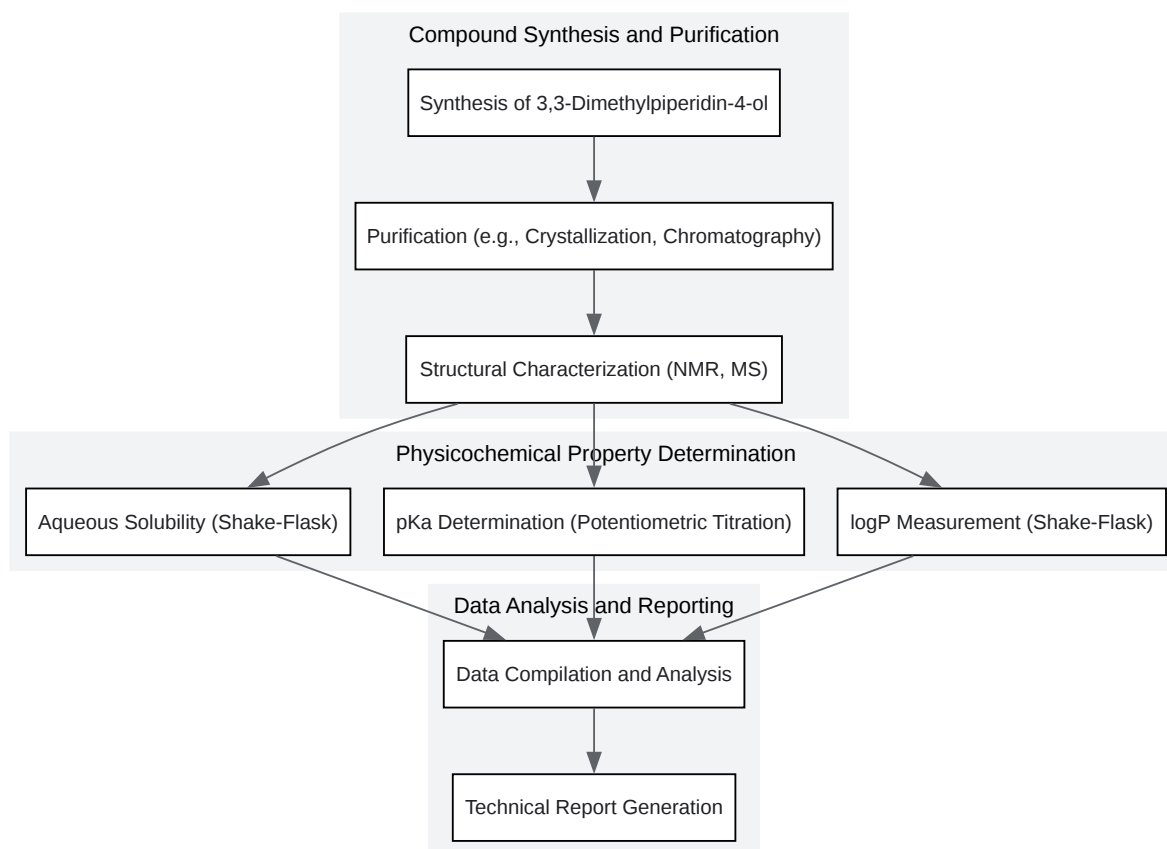 Compound Synthesis and Purification
Synthesis of 3,3-Dimethylpiperidin-4-ol
Purification (e.g., Crystallization, Chromatography)
Structural Characterization (NMR, MS)
Physicochemical Property Determination
Aqueous Solubility (Shake-Flask)
pKa Determination (Potentiometric Titration)
logP Measurement (Shake-Flask)
Data Analysis and Reporting
Data Compilation and Analysis
Technical Report Generation